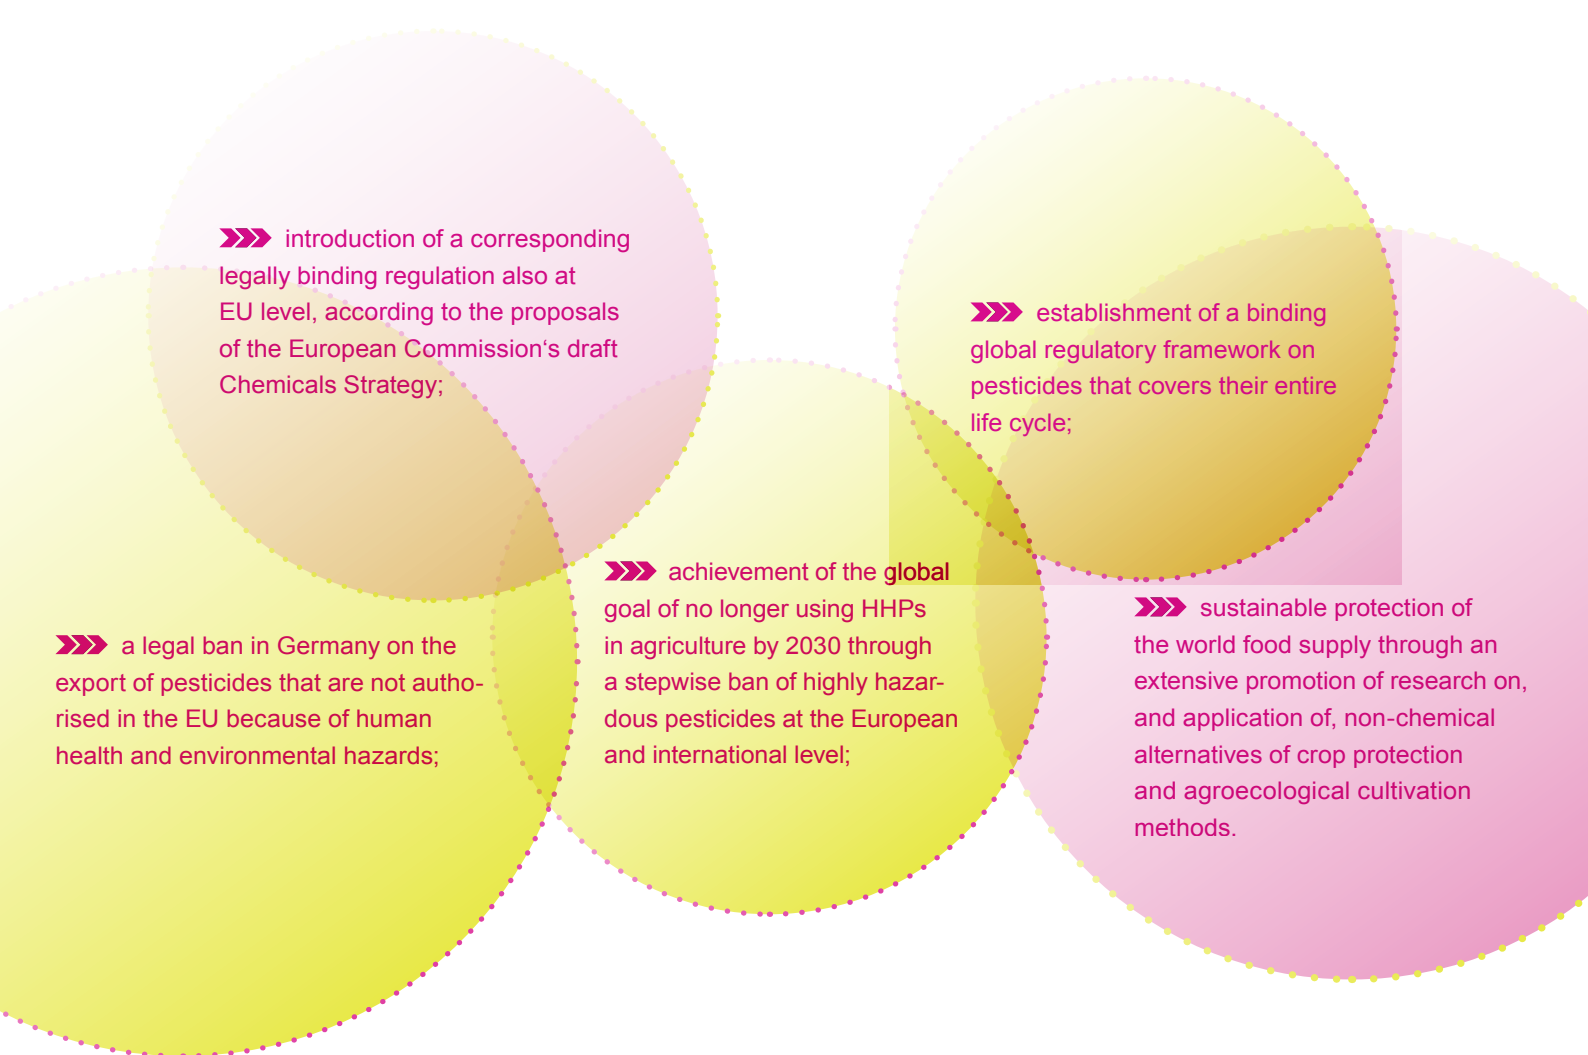 introduction of a corresponding
legally binding regulation also at
EU level, according to the proposals
of the European Commission‘s draft
Chemicals Strategy;
establishment of a binding
global regulatory framework on
pesticides that covers their entire
life cycle;
a legal ban in Germany on the
export of pesticides that are not autho-
rised in the EU because of human
health and environmental hazards;
achievement of the global
goal of no longer using HHPs
in agriculture by 2030 through
a stepwise ban of highly hazar-
dous pesticides at the European
and international level;
sustainable protection of
the world food supply through an
extensive promotion of research on,
and application of, non-chemical
alternatives of crop protection
and agroecological cultivation
methods.